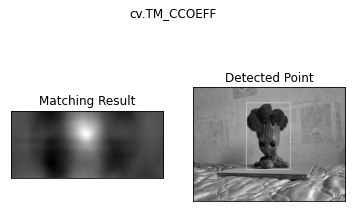 cv.TM_CCOEFF
Matching Result
Detected Point